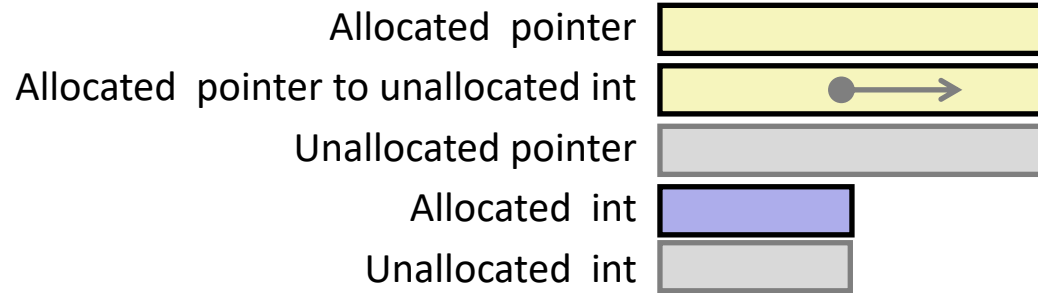 Allocated pointer
Allocated pointer to unallocated int
Unallocated pointer
Allocated int
Unallocated int